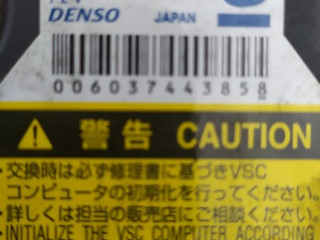 DENSO JAPAN
006037443858
警告 CAUTION
・交換時は必ず修理書に基づきVSC
コンピュータの初期化を行ってください。
・詳しくは担当の販売店にご相談ください。
・INITIALIZE THE VSC COMPUTER ACCORDING